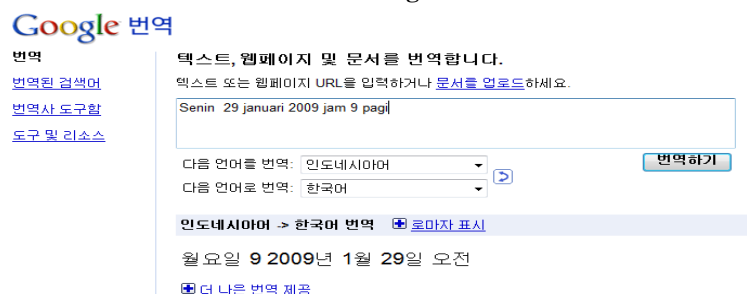 Google 번역
번역
번역된 검색어
번역사 도구함
도구 및 리소스
텍스트, 웹페이지 및 문서를 번역합니다.
텍스트 또는 웹페이지 URL을 입력하거나 문서를 업로드하세요.
Senin 29 januari 2009 jam 9 pagi
다음 언어를 번역: 인도네시아어
번역하기
다음 언어로 번역: 한국어
인도네시아어 -> 한국어 번역 로마자 표시
월요일 9 2009년 1월 29일 오전
더 나은 번역 제공